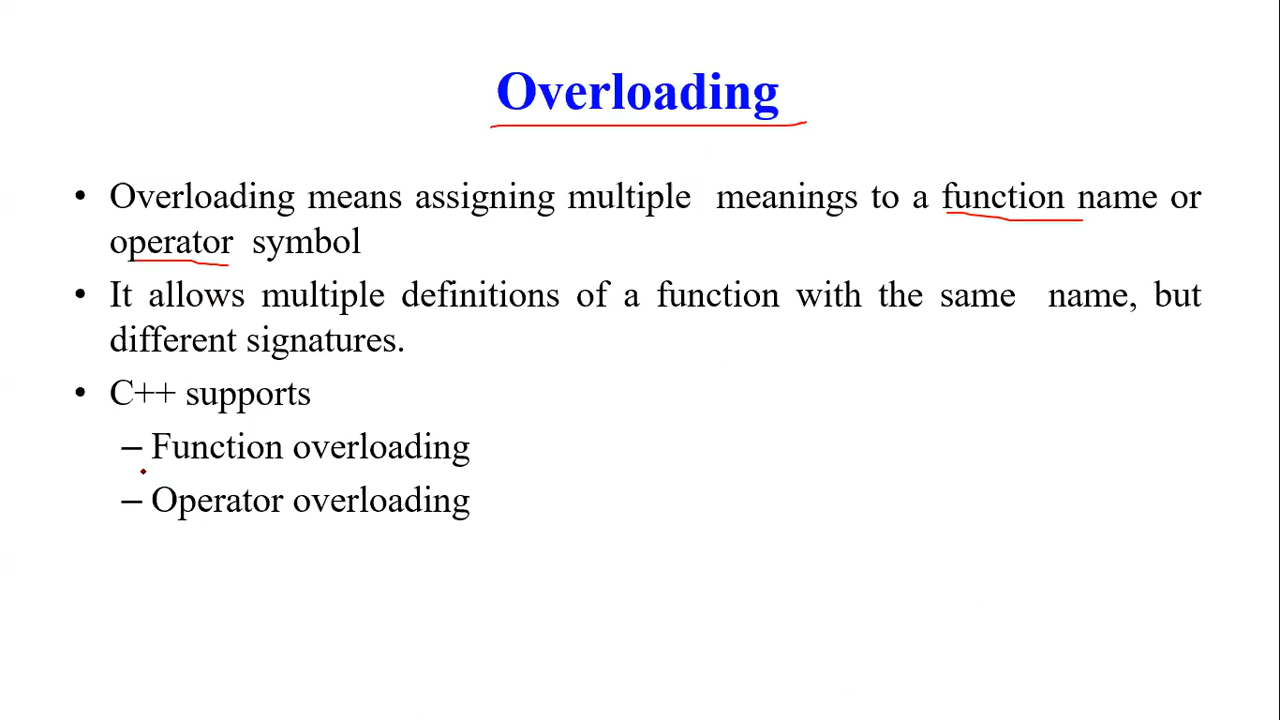 Overloading
• Overloading means assigning multiple meanings to a function name or
operator symbol
• It allows multiple definitions of a function with the same name, but
different signatures.
• C++ supports
– Function overloading
– Operator overloading